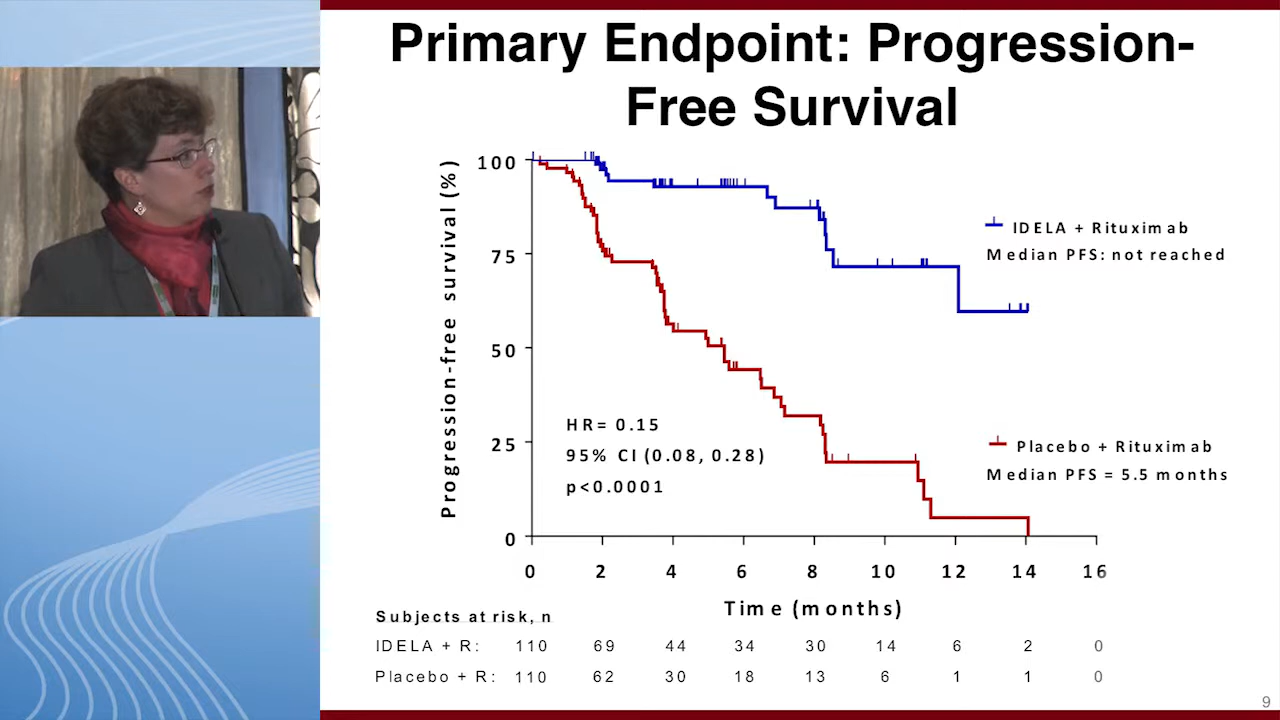 Primary Endpoint: Progression-
Free Survival
Progression-free survival (%)
100
75
50
25
0
IDELA + Rituximab
Median PFS: not reached
HR= 0.15
95% CI (0.08, 0.28)
p<0.0001
Placebo + Rituximab
Median PFS = 5.5 months
0 2 4 6 8 10 12 14 16
Time (months)
Subjects at risk, n
IDELA + R: 110 69 44 34 30 14 6 2 0
Placebo + R: 110 62 30 18 13 6 1 1 0
9